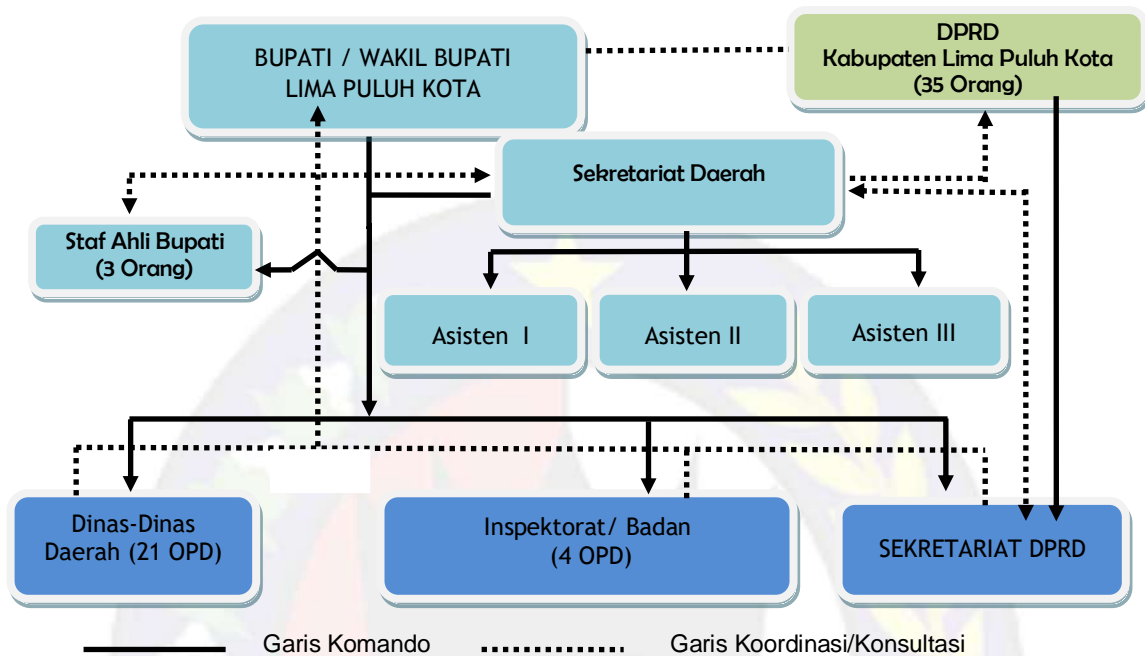 BUPATI / WAKIL BUPATI
LIMA PULUH KOTA
DPRD
Kabupaten Lima Puluh Kota
(35 Orang)
Sekretariat Daerah
Staf Ahli Bupati
(3 Orang)
Asisten I
Asisten II
Asisten III
Dinas-Dinas
Daerah (21 OPD)
Inspektorat/ Badan
(4 OPD)
SEKRETARIAT DPRD
Garis Komando
Garis Koordinasi/Konsultasi